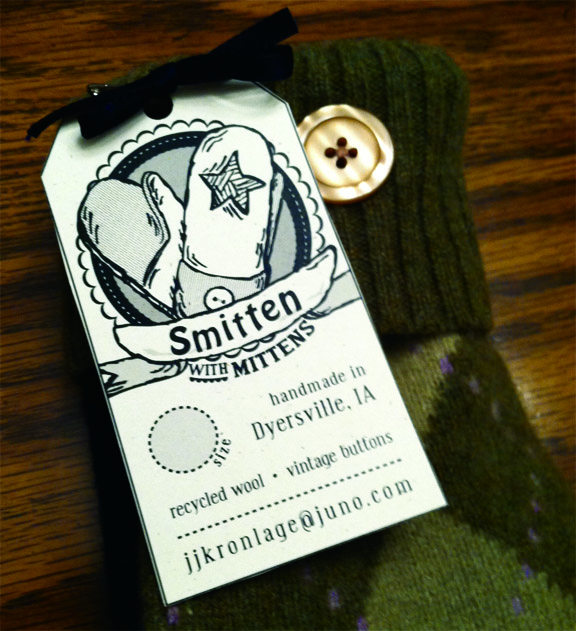 Smitten
WITH MITTENS
handmade in
Dyersville, IA
size
recycled wool • vintage buttons
jjkronlage@juno.com